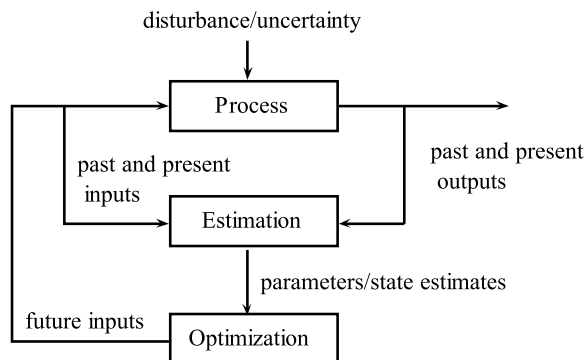 disturbance/uncertainty
Process
past and present
inputs
past and present
outputs
Estimation
parameters/state estimates
future inputs
Optimization